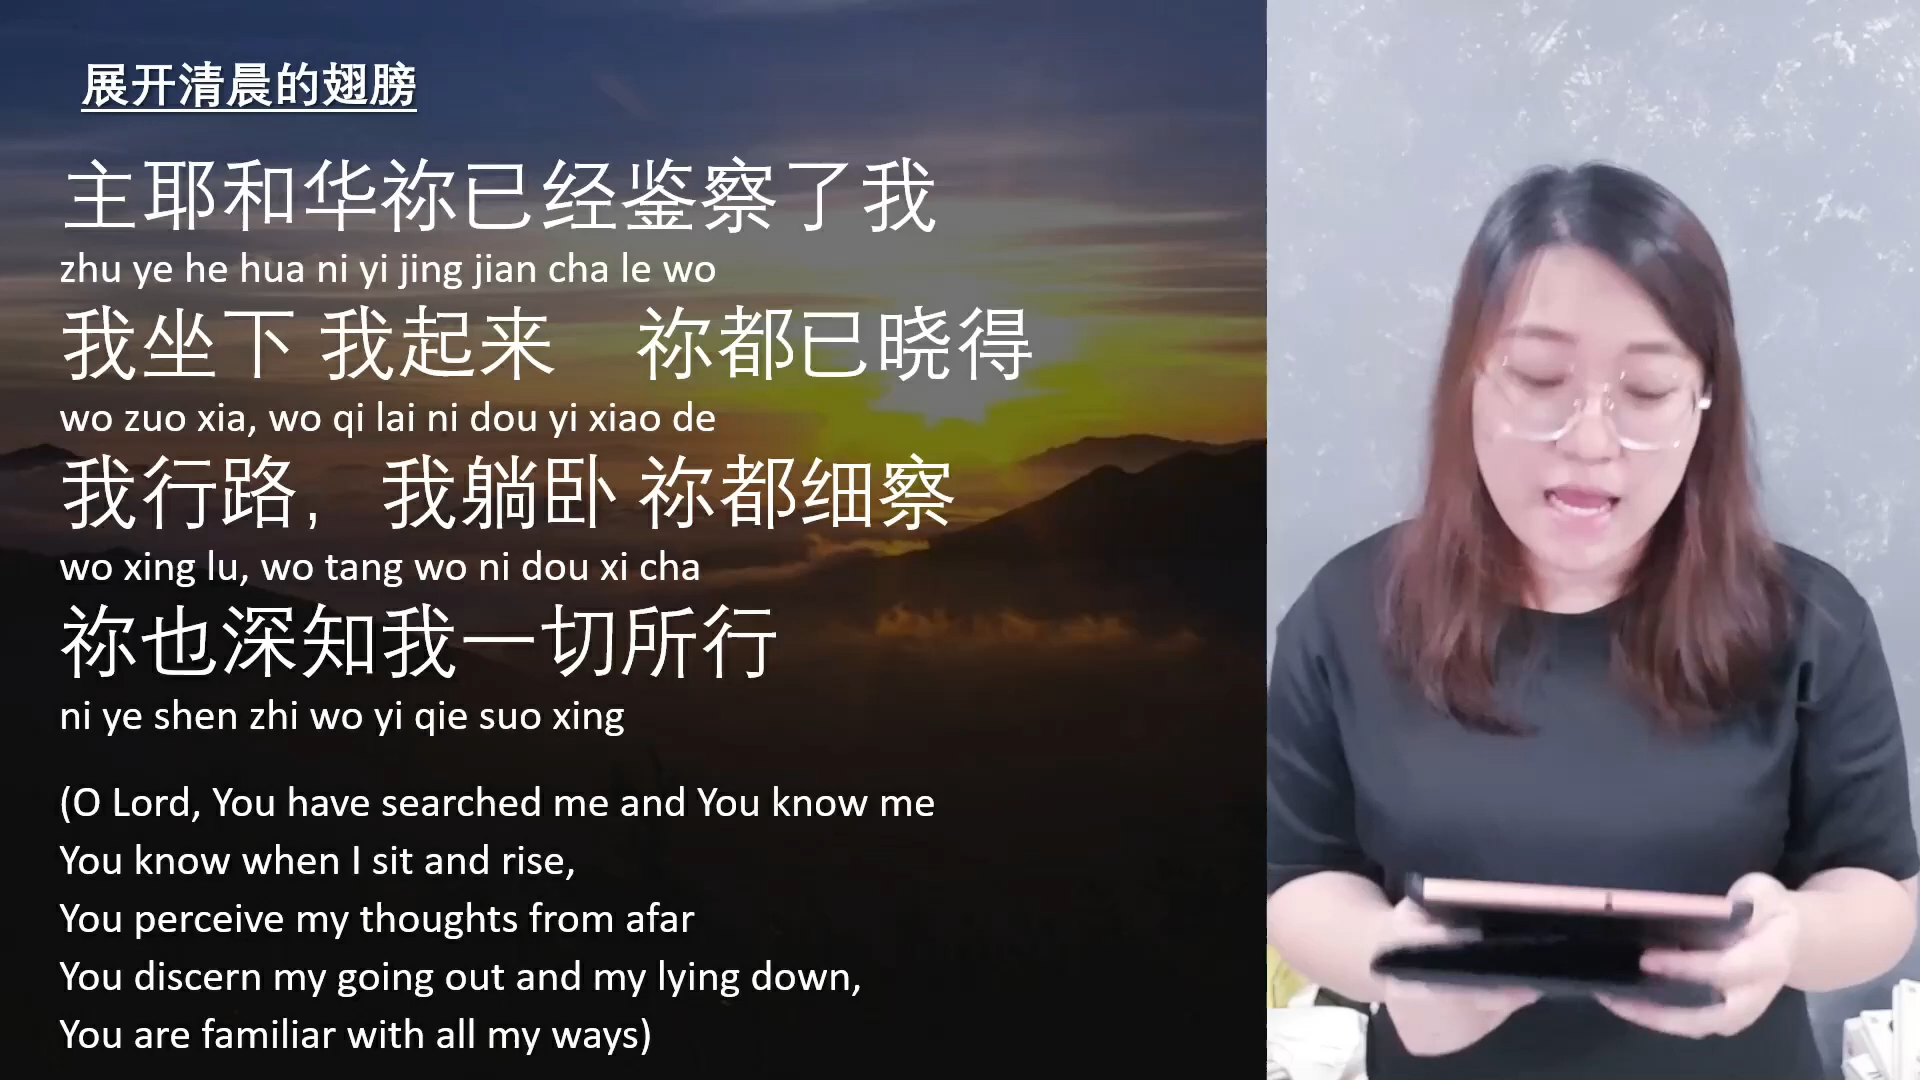 展开清晨的翅膀
主耶和华祢已经鉴察了我
zhu ye he hua ni yi jing jian cha le wo
我坐下 我起来 祢都已晓得
wo zuo xia, wo qi lai ni dou yi xiao de
我行路，我躺卧 祢都细察
wo xing lu, wo tang wo ni dou xi cha
祢也深知我一切所行
ni ye shen zhi wo yi qie suo xing
(O Lord, You have searched me and You know me
You know when I sit and rise,
You perceive my thoughts from afar
You discern my going out and my lying down,
You are familiar with all my ways)